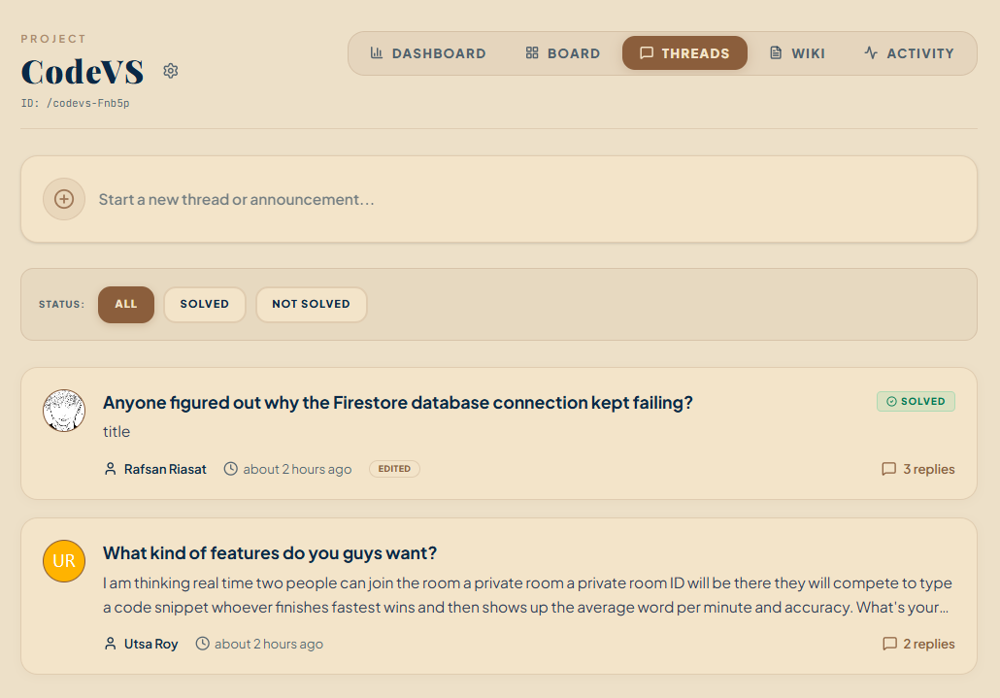 PROJECT
CodeVS
ID: /codevs-Fnb5p
DASHBOARD
BOARD
THREADS
WIKI
ACTIVITY
Start a new thread or announcement...
STATUS:
ALL
SOLVED
NOT SOLVED
Anyone figured out why the Firestore database connection kept failing?
SOLVED
title
Rafsan Riasat
about 2 hours ago
EDITED
3 replies
UR
What kind of features do you guys want?
I am thinking real time two people can join the room a private room a private room ID will be there they will compete to type
a code snippet whoever finishes fastest wins and then shows up the average word per minute and accuracy. What's your...
Utsa Roy
about 2 hours ago
2 replies